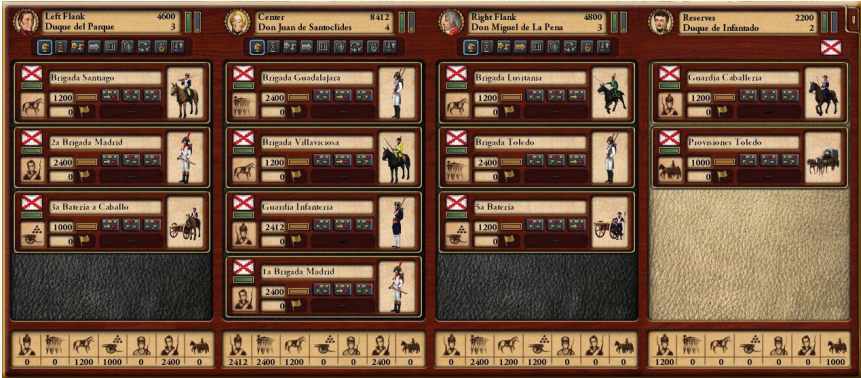 Left Flank 4600
Duque del Parque 3
Brigada Santiago
1200
0
2a Brigada Madrid
2400
0
3a Bateria a Caballo
1000
0
0 0 1200 1000 0 2400 0
Center 8412
Don Juan de Santoclides 4
Brigada Guadalajara
2400
0
Brigada Villaviciosa
1200
0
Guardia Infanteria
2412
0
1a Brigada Madrid
2400
0
2412 2400 1200 0 0 2400 0
Right Flank 4800
Don Miguel de La Pena 3
Brigada Lusitania
1200
0
Brigada Toledo
2400
0
5a Bateria
1200
0
0 2400 1200 1200 0 0 0
Reserves 2200
Duque de Infantado 2
Guardia Caballeria
1200
0
Provisiones Toledo
1000
0
1200 0 0 0 0 0 1000